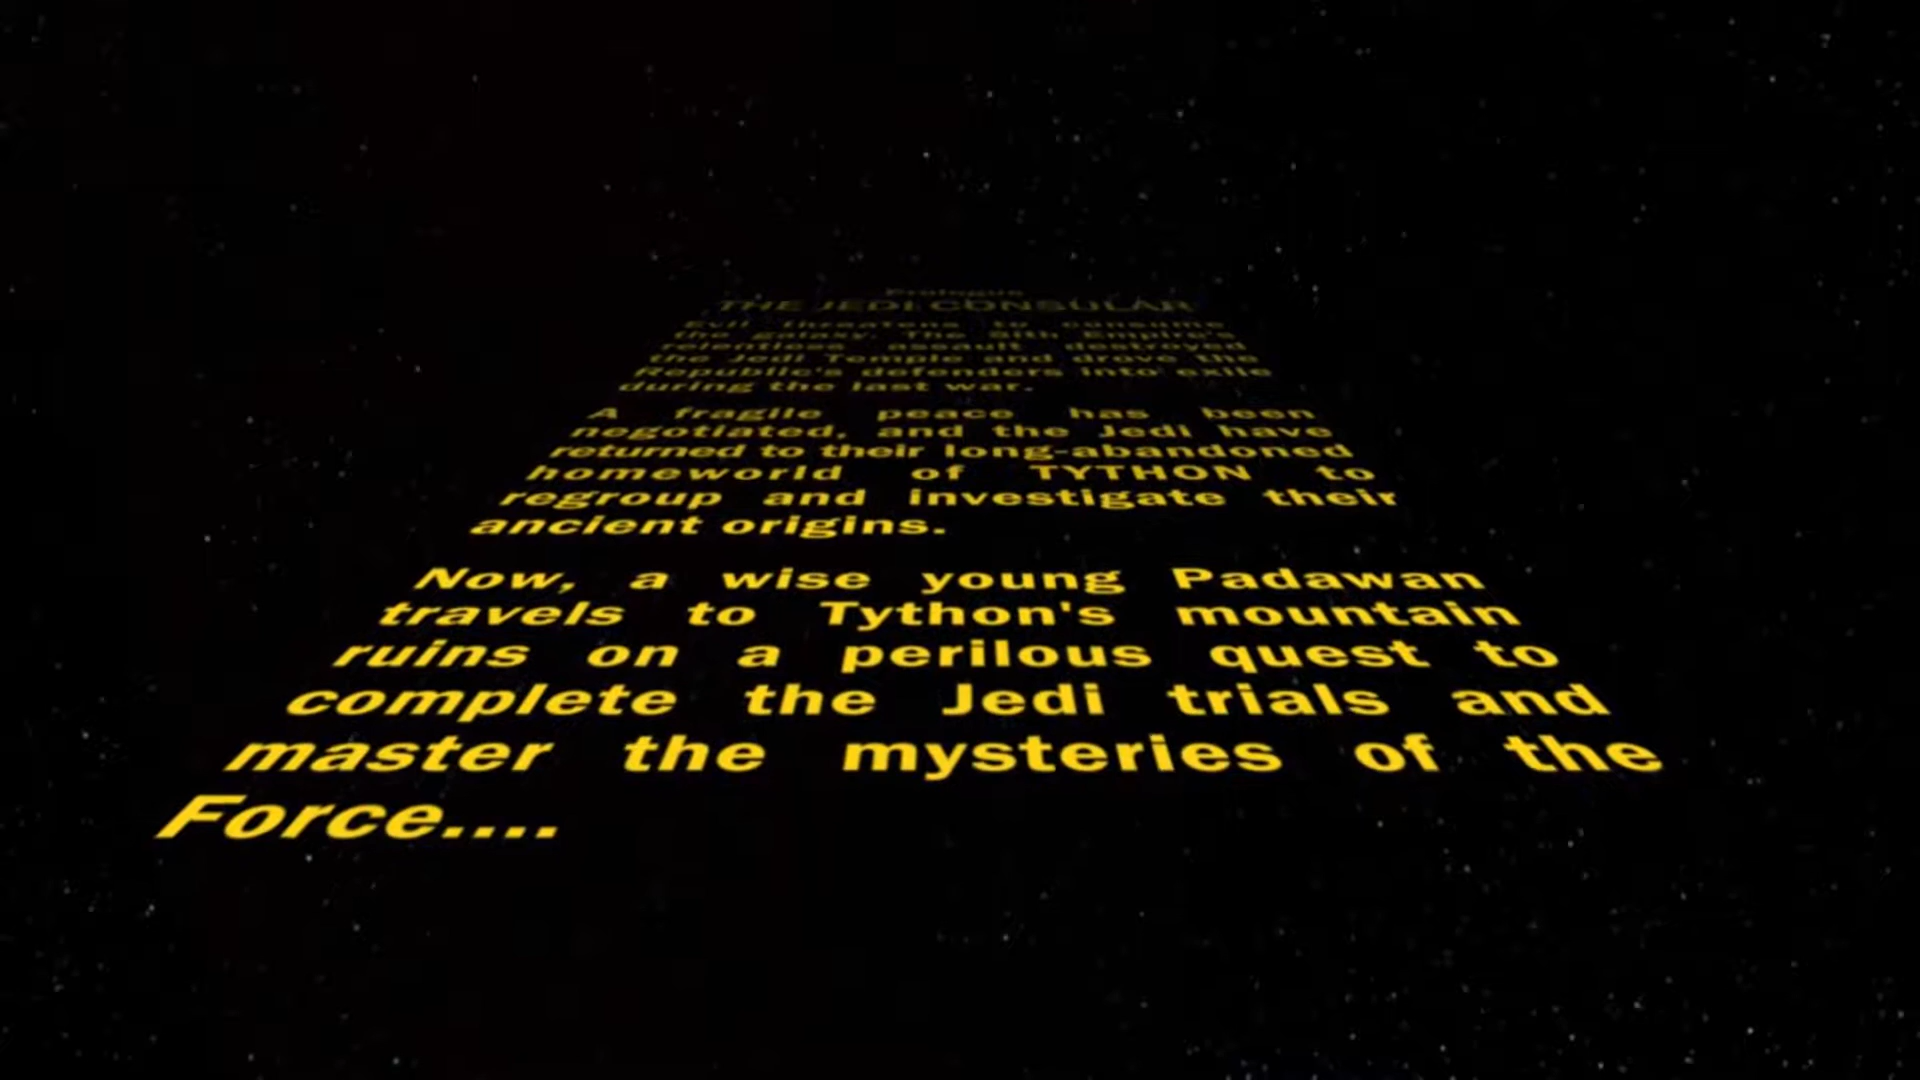 Prologue
THE JEDI CONSULAR
Evil threatens to consume
the galaxy. The Sith Empire's
relentless assault destroyed
the Jedi Temple and drove the
Republic's defenders into exile
during the last war.
A fragile peace has been
negotiated, and the Jedi have
returned to their long-abandoned
homeworld of TYTHON to
regroup and investigate their
ancient origins.
Now, a wise young Padawan
travels to Tython's mountain
ruins on a perilous quest to
complete the Jedi trials and
master the mysteries of the
Force....